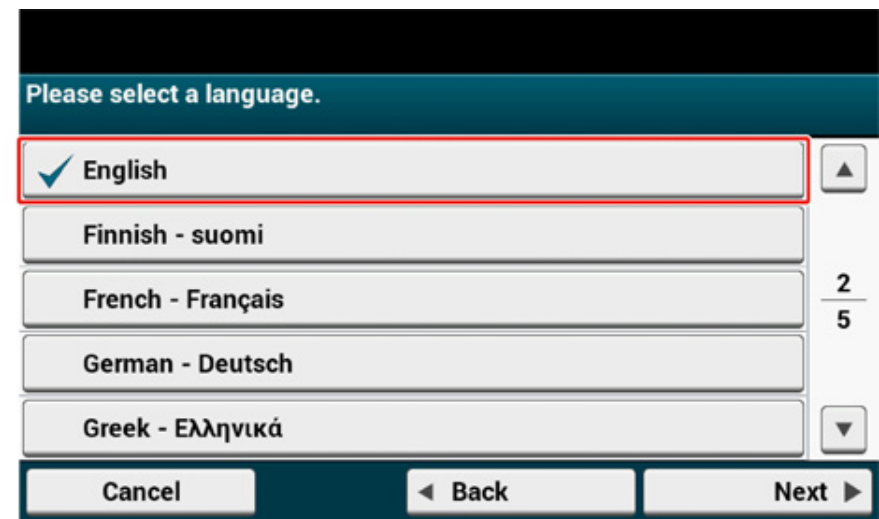 Please select a language.
English
Finnish - suomi
French - Français
German - Deutsch
Greek - Ελληνικά
2
5
Cancel
Back
Next